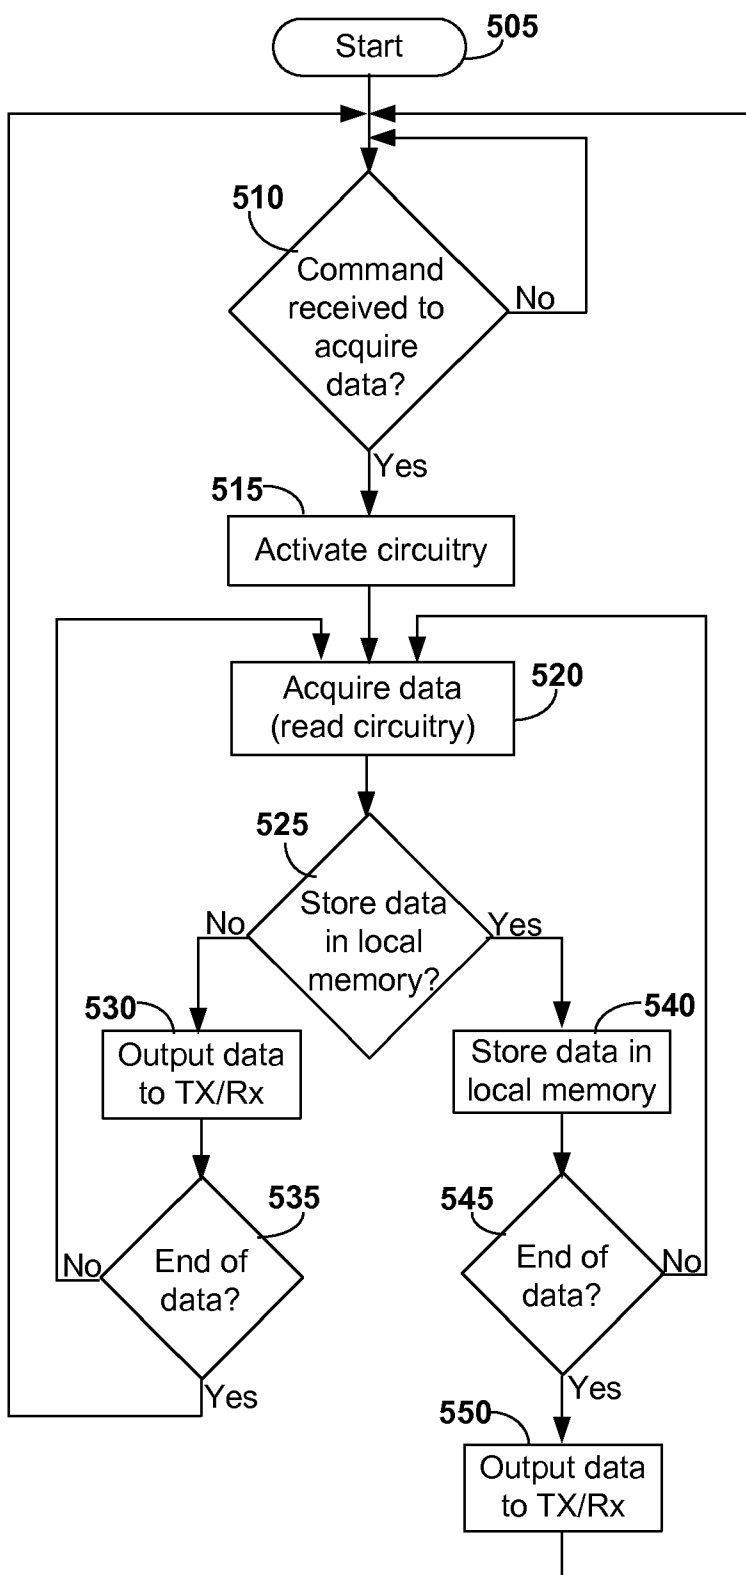 Start
505
510
Command
received to
acquire
data?
No
Yes
515
Activate circuitry
Acquire data
(read circuitry)
520
525
Store data
in local
memory?
No
Yes
530
Output data
to TX/Rx
540
Store data in
local memory
535
End of
data?
No
Yes
545
End of
data?
No
Yes
550
Output data
to TX/Rx